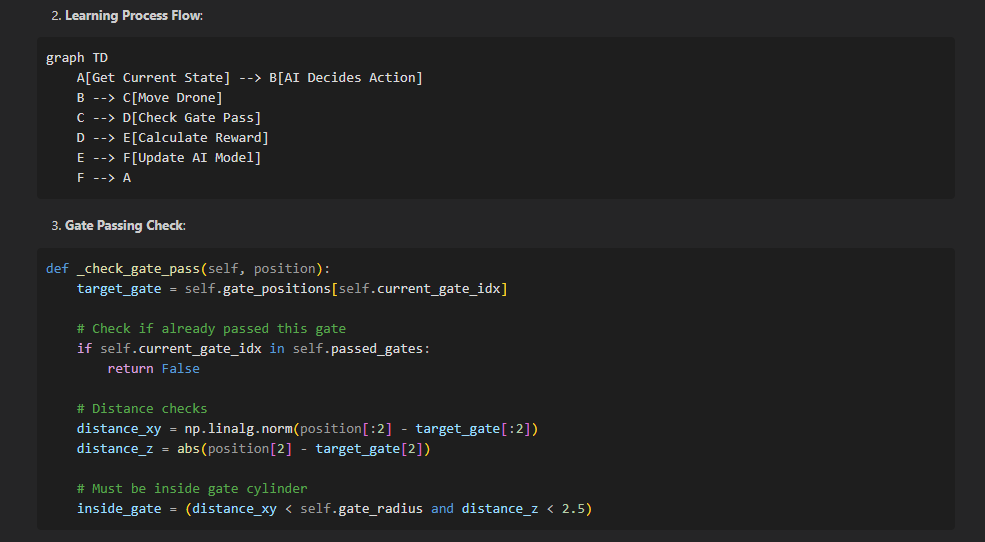 2. Learning Process Flow:
graph TD
    A[Get Current State] --> B[AI Decides Action]
    B --> C[Move Drone]
    C --> D[Check Gate Pass]
    D --> E[Calculate Reward]
    E --> F[Update AI Model]
    F --> A
3. Gate Passing Check:
def _check_gate_pass(self, position):
    target_gate = self.gate_positions[self.current_gate_idx]
    # Check if already passed this gate
    if self.current_gate_idx in self.passed_gates:
        return False
    # Distance checks
    distance_xy = np.linalg.norm(position[:2] - target_gate[:2])
    distance_z = abs(position[2] - target_gate[2])
    # Must be inside gate cylinder
    inside_gate = (distance_xy < self.gate_radius and distance_z < 2.5)